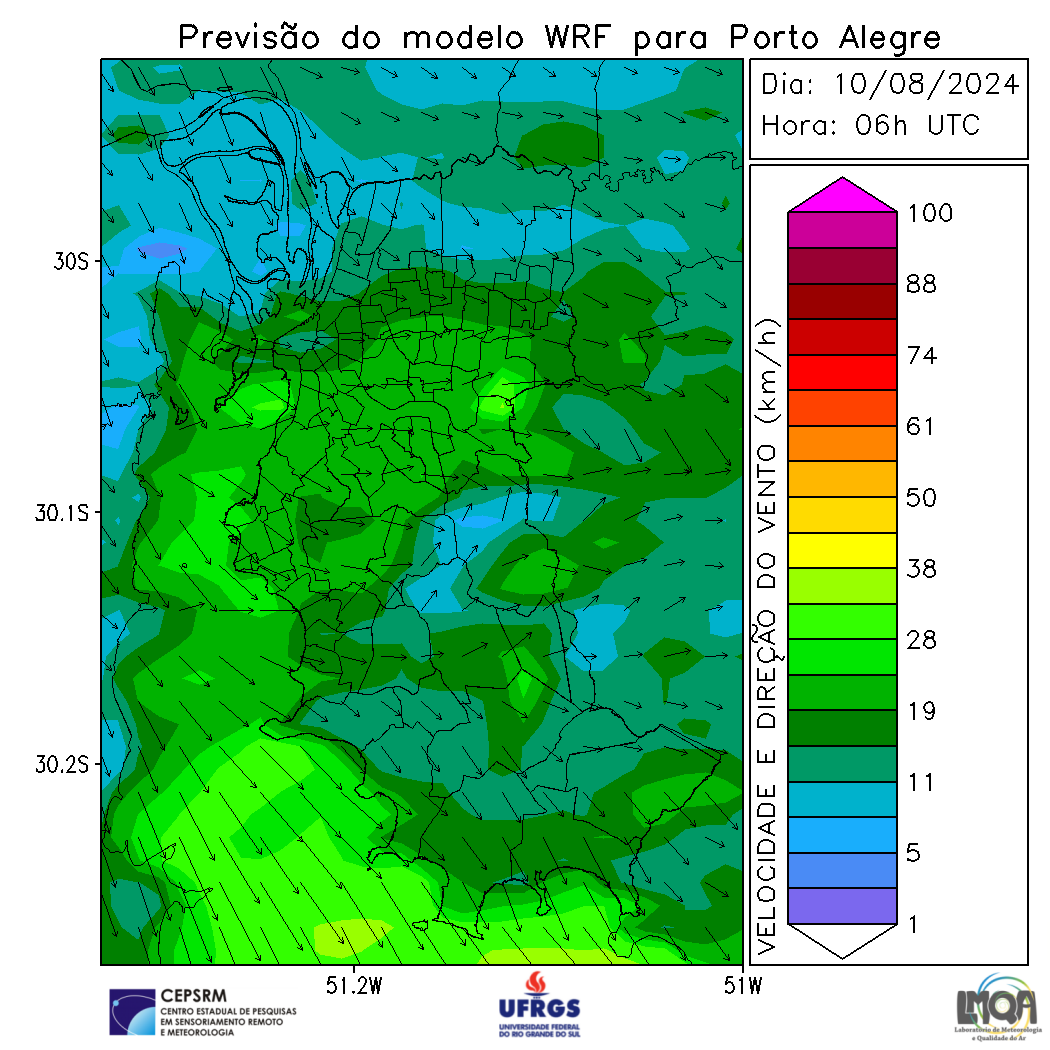 Previsão do modelo WRF para Porto Alegre
Dia: 10/08/2024
Hora: 06h UTC
30S
30.1S
30.2S
51.2W
51W
VELOCIDADE E DIREÇÃO DO VENTO (km/h)
100
88
74
61
50
38
28
19
11
5
1
CEPSRM
CENTRO ESTADUAL DE PESQUISAS
EM SENSORIAMENTO REMOTO
E METEOROLOGIA
UFRGS
UNIVERSIDADE FEDERAL
DO RIO GRANDE DO SUL
LMQA
Laboratório de Meteorologia
e Qualidade do Ar